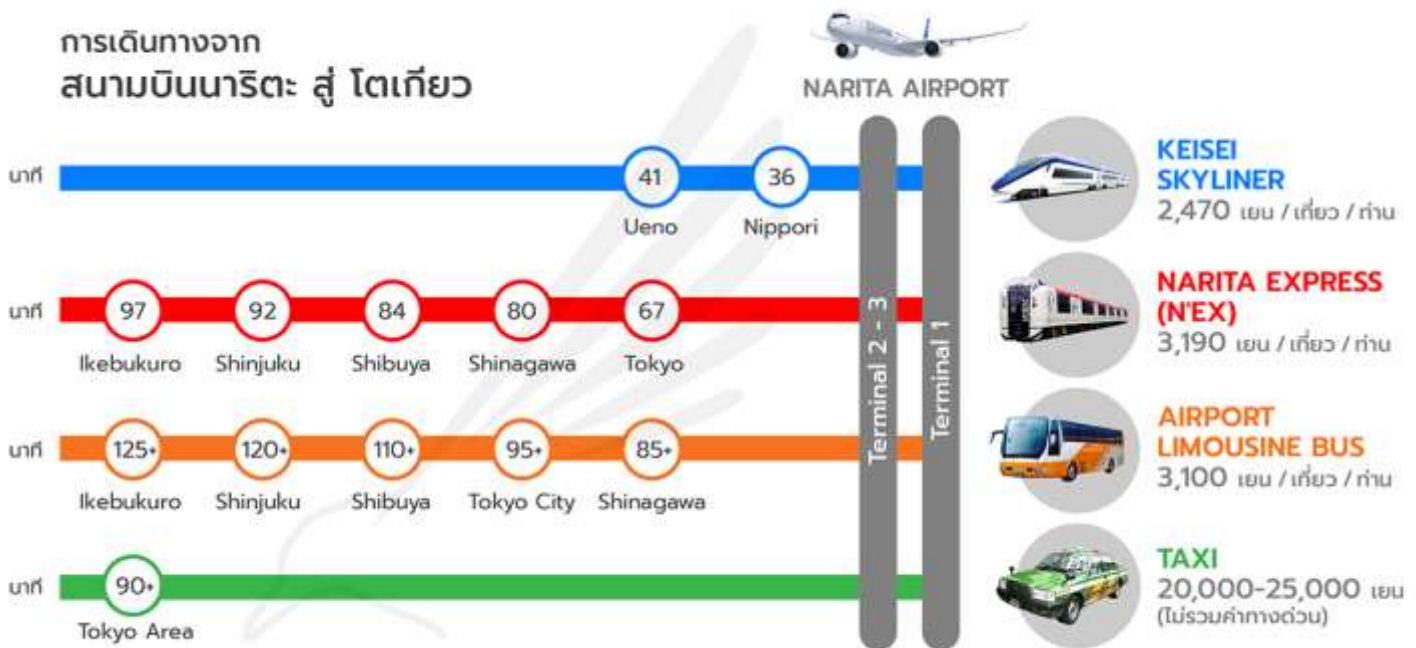 การเดินทางจาก
สนามบินนาริตะ สู่ โตเกียว
NARITA AIRPORT
Terminal 2 - 3
Terminal 1
นาที
41
36
Ueno
Nippori
KEISEI
SKYLINER
2,470 เยน / เที่ยว / ท่าน
นาที
97
92
84
80
67
Ikebukuro
Shinjuku
Shibuya
Shinagawa
Tokyo
NARITA EXPRESS
(N'EX)
3,190 เยน / เที่ยว / ท่าน
นาที
125+
120+
110+
95+
85+
Ikebukuro
Shinjuku
Shibuya
Tokyo City
Shinagawa
AIRPORT
LIMOUSINE BUS
3,100 เยน / เที่ยว / ท่าน
นาที
90+
Tokyo Area
TAXI
20,000-25,000 เยน
(ไม่รวมค่าทางด่วน)